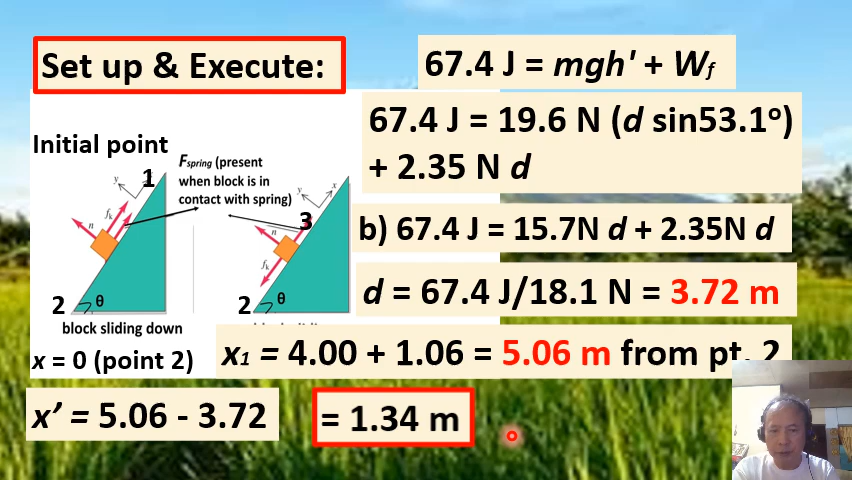 Set up & Execute:
67.4 J = mgh' + Wf
67.4 J = 19.6 N (d sin53.1º)
+ 2.35 N d
Initial point
Fspring (present
when block is in
contact with spring)
1
y
x
fk
n
2
θ
block sliding down
y
x
3
n
fk
2
θ
b) 67.4 J = 15.7N d + 2.35N d
d = 67.4 J/18.1 N = 3.72 m
x = 0 (point 2)
x1 = 4.00 + 1.06 = 5.06 m from pt. 2
x’ = 5.06 - 3.72
= 1.34 m